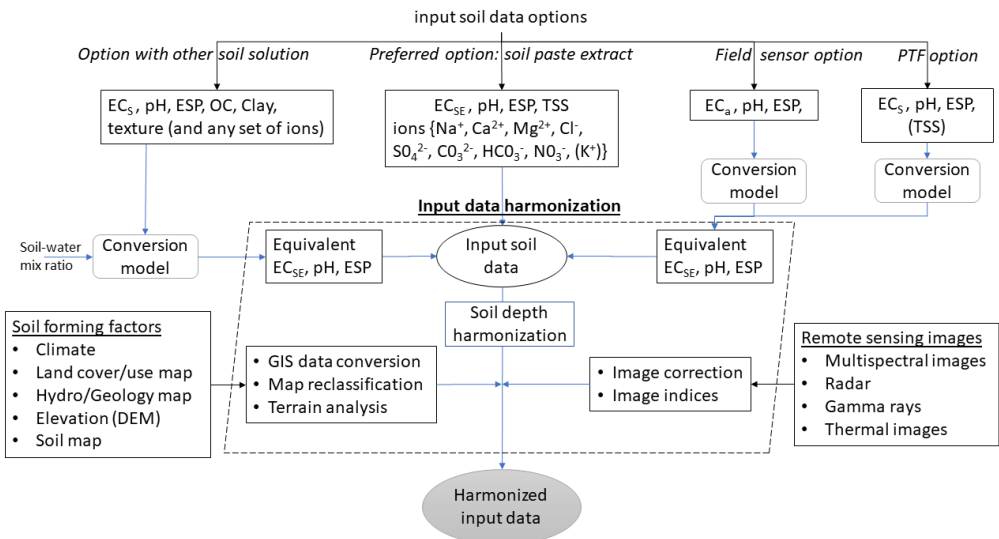 input soil data options
Option with other soil solution
Preferred option: soil paste extract
Field sensor option
PTF option
EC_S, pH, ESP, OC, Clay,
texture (and any set of ions)
EC_SE, pH, ESP, TSS
ions {Na⁺, Ca²⁺, Mg²⁺, Cl⁻,
S0₄²⁻, C0₃²⁻, HC0₃⁻, N0₃⁻, (K⁺)}
EC_a, pH, ESP,
EC_S, pH, ESP,
(TSS)
Conversion
model
Conversion
model
Input data harmonization
Soil-water
mix ratio
Conversion
model
Equivalent
EC_SE, pH, ESP
Input soil
data
Equivalent
EC_SE, pH, ESP
Soil depth
harmonization
Soil forming factors
• Climate
• Land cover/use map
• Hydro/Geology map
• Elevation (DEM)
• Soil map
• GIS data conversion
• Map reclassification
• Terrain analysis
• Image correction
• Image indices
Remote sensing images
• Multispectral images
• Radar
• Gamma rays
• Thermal images
Harmonized
input data